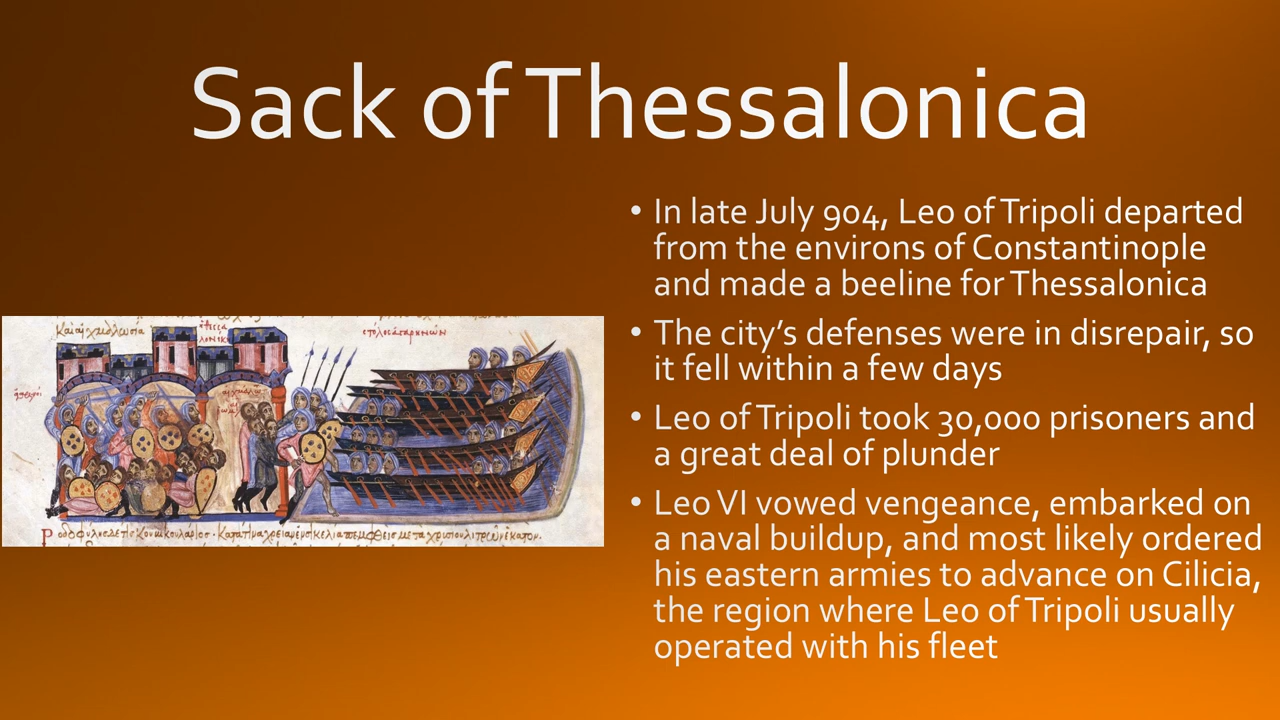 Sack of Thessalonica
• In late July 904, Leo of Tripoli departed
from the environs of Constantinople
and made a beeline for Thessalonica
• The city's defenses were in disrepair, so
it fell within a few days
• Leo of Tripoli took 30,000 prisoners and
a great deal of plunder
• Leo VI vowed vengeance, embarked on
a naval buildup, and most likely ordered
his eastern armies to advance on Cilicia,
the region where Leo of Tripoli usually
operated with his fleet